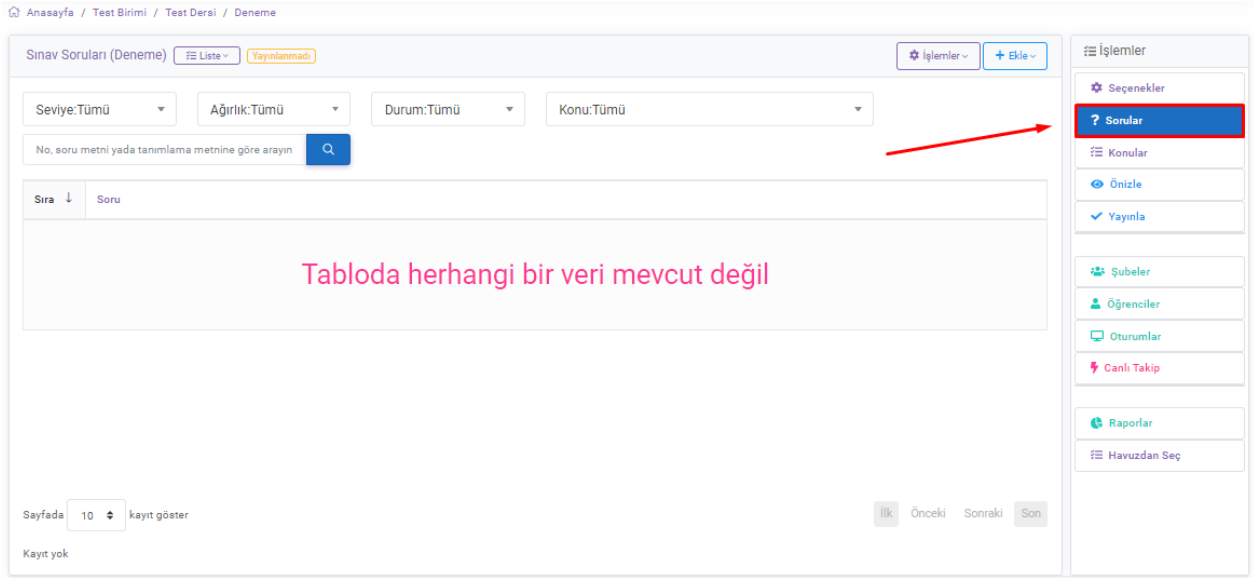 Anasayfa / Test Birimi / Test Dersi / Deneme
Sınav Soruları (Deneme) Liste Yayınlanmadı İşlemler + Ekle
Seviye:Tümü Ağırlık:Tümü Durum:Tümü Konu:Tümü
No, soru metni yada tanımlama metnine göre arayın
Sıra ↓ Soru
Tabloda herhangi bir veri mevcut değil
Sayfada 10 kayıt göster İlk Önceki Sonraki Son
Kayıt yok
İşlemler
Seçenekler
? Sorular
Konular
Önizle
Yayınla
Şubeler
Öğrenciler
Oturumlar
Canlı Takip
Raporlar
Havuzdan Seç